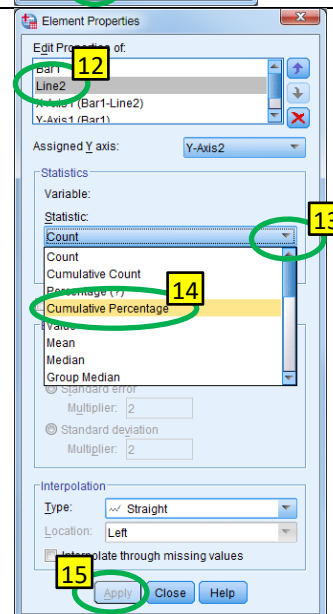 Element Properties
Edit Properties of:
12
Bar1
Line2
X-Axis1 (Bar1-Line2)
Y-Axis1 (Bar1)
Assigned Y axis:
Y-Axis2
Statistics
Variable:
Statistic:
13
Count
Count
Cumulative Count
Percentage (?)
14
Cumulative Percentage
Value
Mean
Median
Group Median
Standard error
Multiplier: 2
Standard deviation
Multiplier: 2
Interpolation
Type:
Straight
Location:
Left
Interpolate through missing values
15
Apply
Close
Help